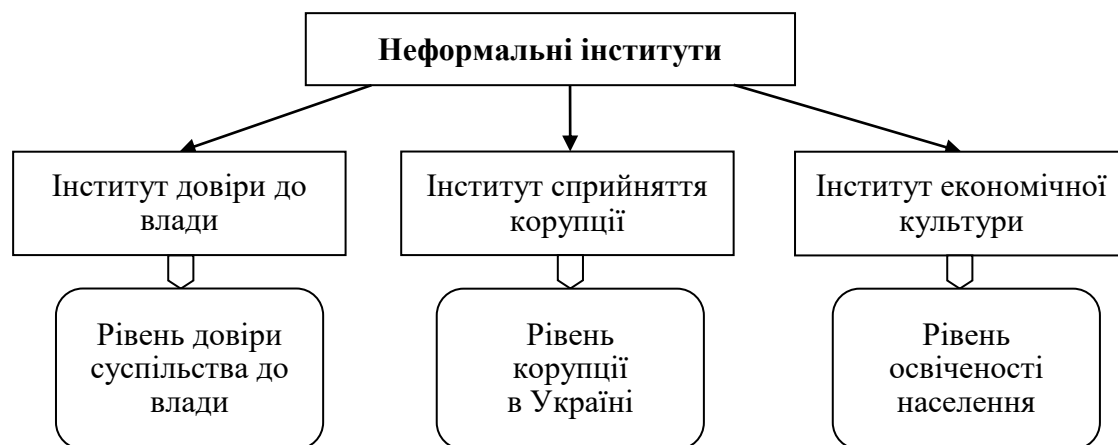 Неформальні інститути
Інститут довіри до
влади
Інститут сприйняття
корупції
Інститут економічної
культури
Рівень довіри
суспільства до
влади
Рівень
корупції
в Україні
Рівень
освіченості
населення